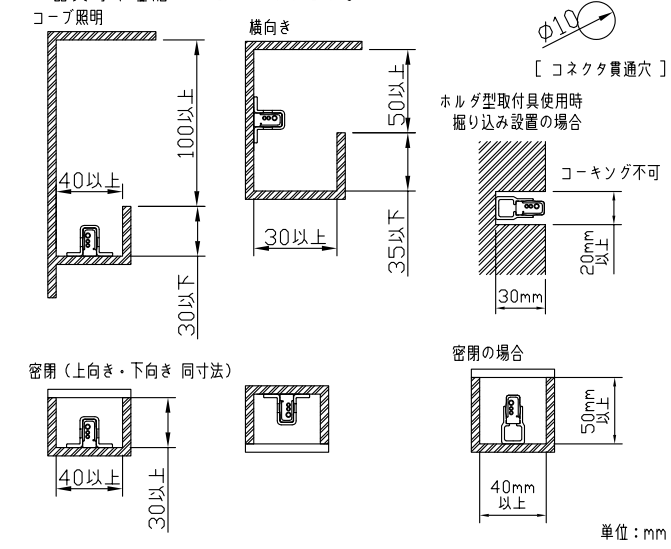 コーブ照明
横向き
φ10
[ コネクタ貫通穴 ]
ホルダ型取付具使用時
掘り込み設置の場合
コーキング不可
100以上
40以上
30以下
50以上
30以上
35以下
20mm
以上
30mm
密閉（上向き・下向き 同寸法）
密閉の場合
40以上
30以上
50mm
以上
40mm
以上
単位：mm